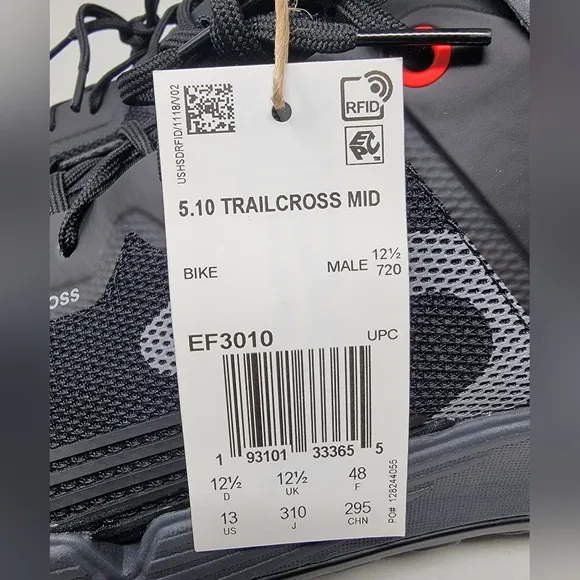 USHSDRFID/1118/V02
RFID
EPC™
5.10 TRAILCROSS MID
BIKE MALE 12½
720
OSS
EF3010 UPC
1 93101 33365 5
12½ 12½ 48
D UK F
13 310 295
US J CHN
PO# 128244055